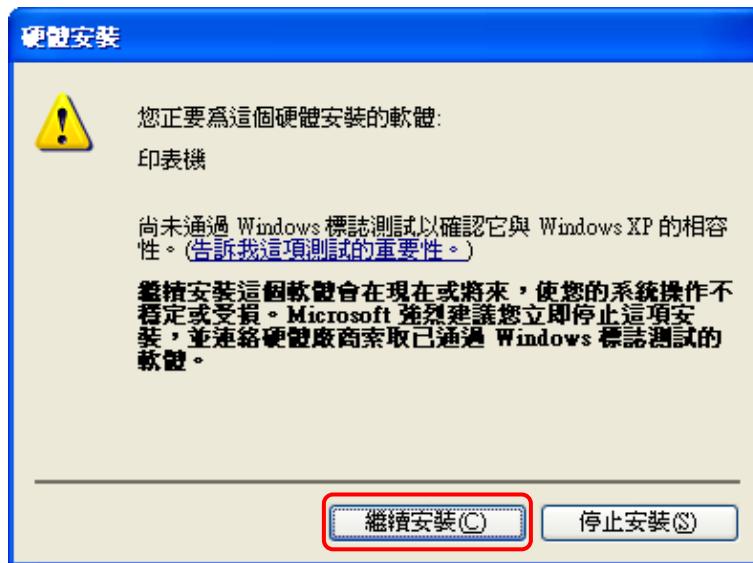 硬體安裝
您正要爲這個硬體安裝的軟體:
印表機
尚未通過 Windows 標誌測試以確認它與 Windows XP 的相容
性。(告訴我這項測試的重要性。)
繼續安裝這個軟體會在現在或將來，使您的系統操作不
穩定或受損。Microsoft 強烈建議您立即停止這項安
裝，並連絡硬體廠商索取已通過 Windows 標誌測試的
軟體。
繼續安裝(C) 停止安裝(S)